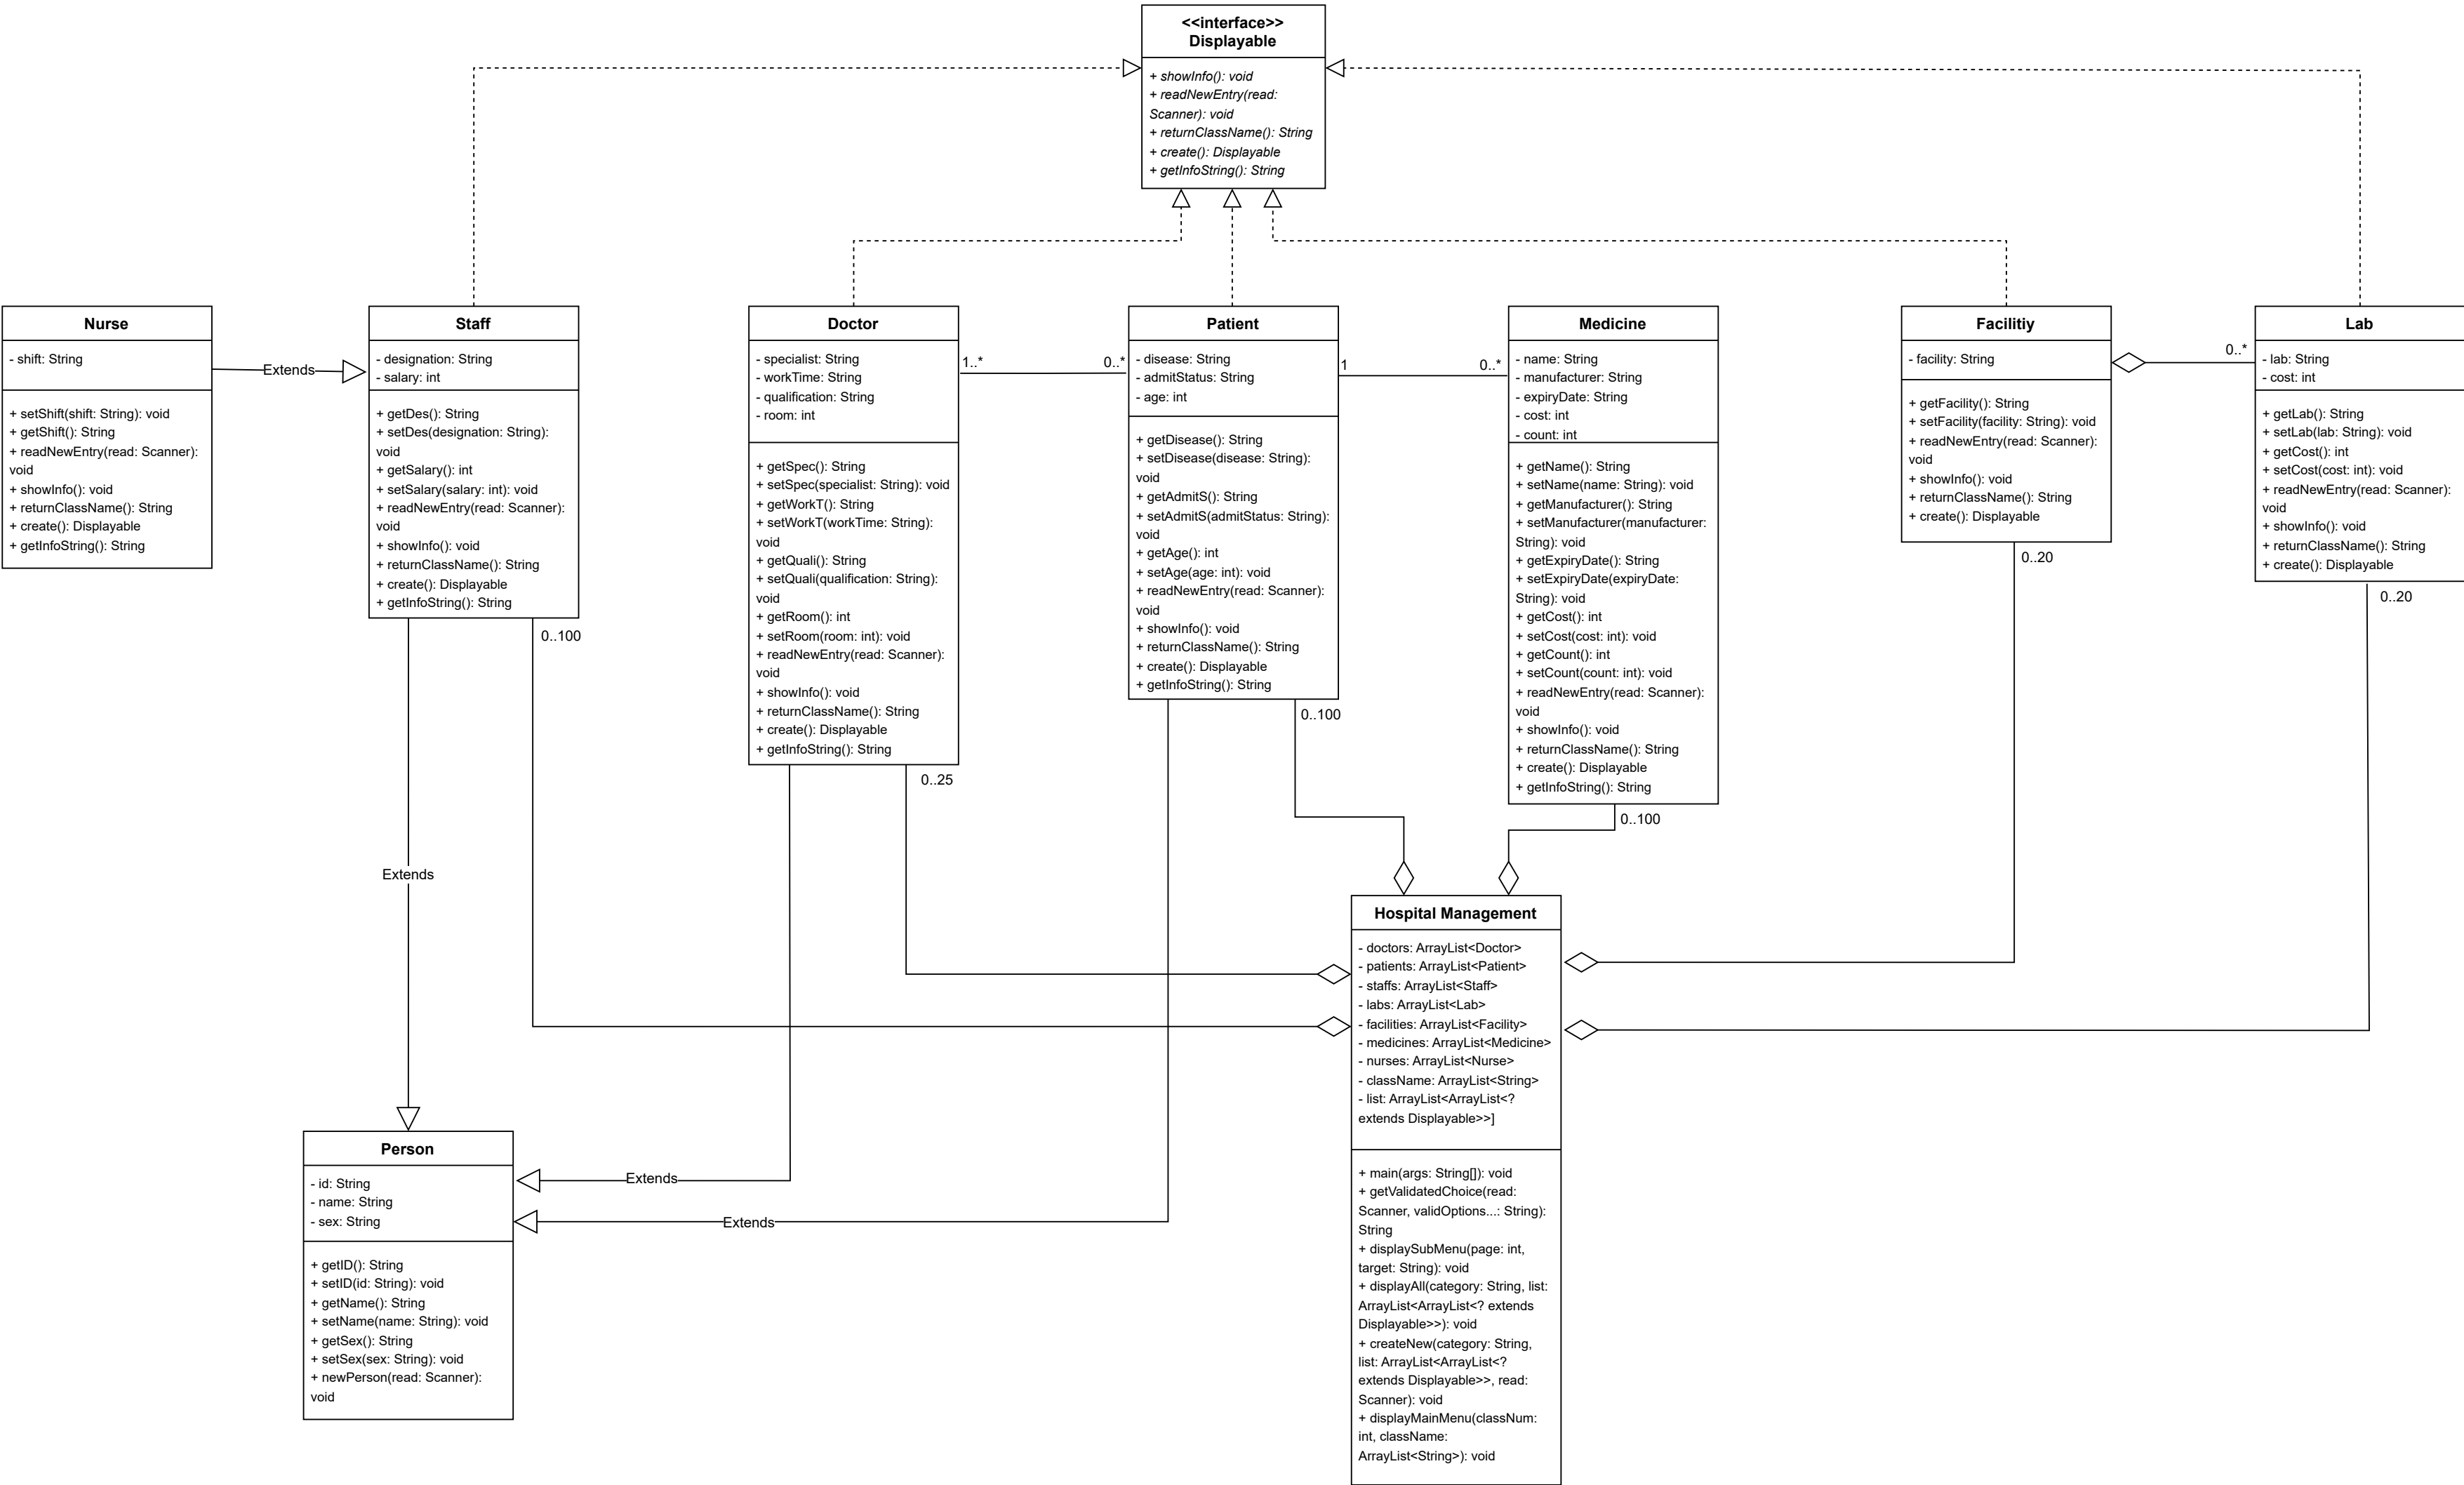 <<interface>>
Displayable
+ showInfo(): void
+ readNewEntry(read:
Scanner): void
+ returnClassName(): String
+ create(): Displayable
+ getInfoString(): String
Nurse
- shift: String
+ setShift(shift: String): void
+ getShift(): String
+ readNewEntry(read: Scanner):
void
+ showInfo(): void
+ returnClassName(): String
+ create(): Displayable
+ getInfoString(): String
Extends
Staff
- designation: String
- salary: int
+ getDes(): String
+ setDes(designation: String):
void
+ getSalary(): int
+ setSalary(salary: int): void
+ readNewEntry(read: Scanner):
void
+ showInfo(): void
+ returnClassName(): String
+ create(): Displayable
+ getInfoString(): String
0..100
Doctor
- specialist: String
- workTime: String
- qualification: String
- room: int
+ getSpec(): String
+ setSpec(specialist: String): void
+ getWorkT(): String
+ setWorkT(workTime: String):
void
+ getQuali(): String
+ setQuali(qualification: String):
void
+ getRoom(): int
+ setRoom(room: int): void
+ readNewEntry(read: Scanner):
void
+ showInfo(): void
+ returnClassName(): String
+ create(): Displayable
+ getInfoString(): String
0..25
1..*
0..*
Patient
- disease: String
- admitStatus: String
- age: int
+ getDisease(): String
+ setDisease(disease: String):
void
+ getAdmitS(): String
+ setAdmitS(admitStatus: String):
void
+ getAge(): int
+ setAge(age: int): void
+ readNewEntry(read: Scanner):
void
+ showInfo(): void
+ returnClassName(): String
+ create(): Displayable
+ getInfoString(): String
0..100
1
0..*
Medicine
- name: String
- manufacturer: String
- expiryDate: String
- cost: int
- count: int
+ getName(): String
+ setName(name: String): void
+ getManufacturer(): String
+ setManufacturer(manufacturer:
String): void
+ getExpiryDate(): String
+ setExpiryDate(expiryDate:
String): void
+ getCost(): int
+ setCost(cost: int): void
+ getCount(): int
+ setCount(count: int): void
+ readNewEntry(read: Scanner):
void
+ showInfo(): void
+ returnClassName(): String
+ create(): Displayable
+ getInfoString(): String
0..100
Facilitiy
- facility: String
+ getFacility(): String
+ setFacility(facility: String): void
+ readNewEntry(read: Scanner):
void
+ showInfo(): void
+ returnClassName(): String
+ create(): Displayable
0..20
0..*
Lab
- lab: String
- cost: int
+ getLab(): String
+ setLab(lab: String): void
+ getCost(): int
+ setCost(cost: int): void
+ readNewEntry(read: Scanner):
void
+ showInfo(): void
+ returnClassName(): String
+ create(): Displayable
0..20
Extends
Hospital Management
- doctors: ArrayList<Doctor>
- patients: ArrayList<Patient>
- staffs: ArrayList<Staff>
- labs: ArrayList<Lab>
- facilities: ArrayList<Facility>
- medicines: ArrayList<Medicine>
- nurses: ArrayList<Nurse>
- className: ArrayList<String>
- list: ArrayList<ArrayList<?
extends Displayable>>]
+ main(args: String[]): void
+ getValidatedChoice(read:
Scanner, validOptions...: String):
String
+ displaySubMenu(page: int,
target: String): void
+ displayAll(category: String, list:
ArrayList<ArrayList<? extends
Displayable>>): void
+ createNew(category: String,
list: ArrayList<ArrayList<?
extends Displayable>>, read:
Scanner): void
+ displayMainMenu(classNum:
int, className:
ArrayList<String>): void
Person
- id: String
- name: String
- sex: String
+ getID(): String
+ setID(id: String): void
+ getName(): String
+ setName(name: String): void
+ getSex(): String
+ setSex(sex: String): void
+ newPerson(read: Scanner):
void
Extends
Extends